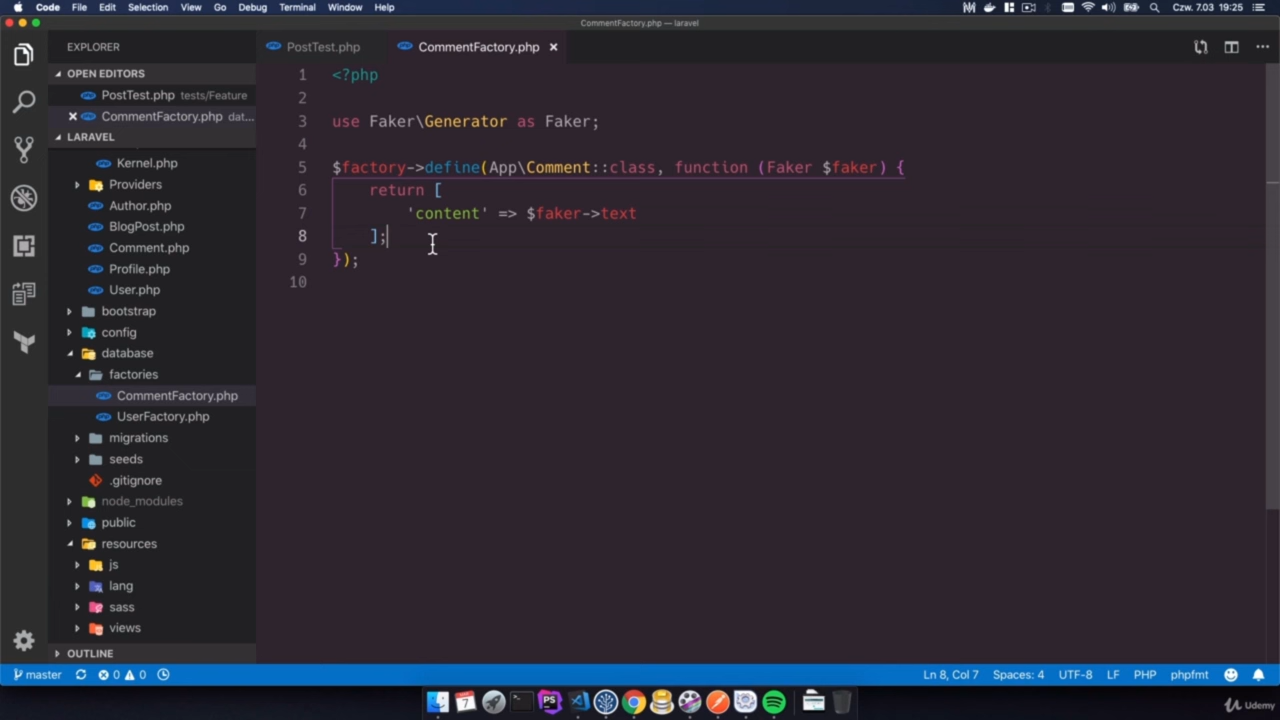 Code File Edit Selection View Go Debug Terminal Window Help Czw. 7.03 19:25
CommentFactory.php — laravel
EXPLORER
OPEN EDITORS
PostTest.php tests/Feature
CommentFactory.php dat...
LARAVEL
Kernel.php
Providers
Author.php
BlogPost.php
Comment.php
Profile.php
User.php
bootstrap
config
database
factories
CommentFactory.php
UserFactory.php
migrations
seeds
.gitignore
node_modules
public
resources
js
lang
sass
views
OUTLINE
PostTest.php CommentFactory.php
1 <?php
2
3 use Faker\Generator as Faker;
4
5 $factory->define(App\Comment::class, function (Faker $faker) {
6 return [
7 'content' => $faker->text
8 ];
9 });
10
master 0 0 Ln 8, Col 7 Spaces: 4 UTF-8 LF PHP phpfmt
7 PS
Udemy